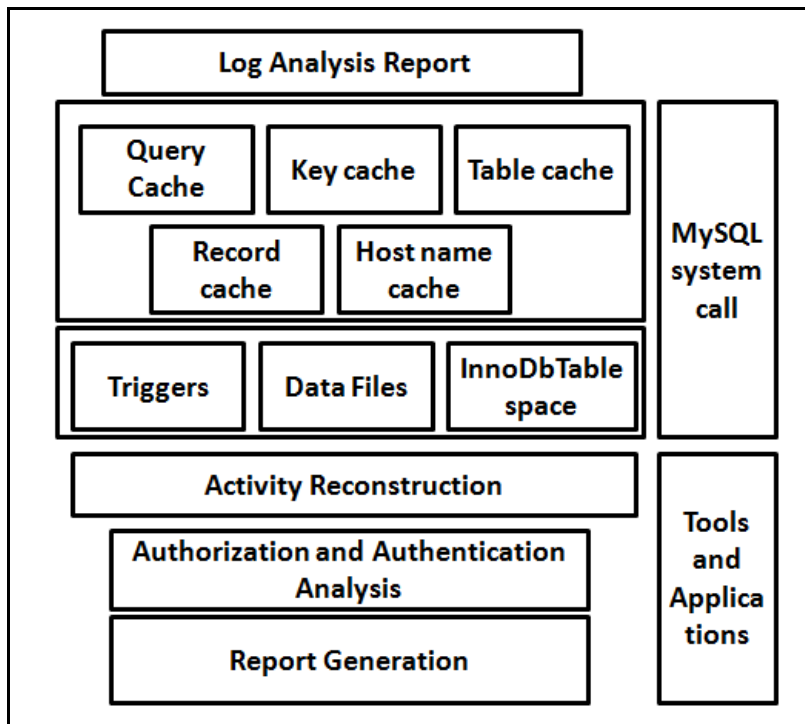 Log Analysis Report
Query
Cache
Key cache
Table cache
Record
cache
Host name
cache
MySQL
system
call
Triggers
Data Files
InnoDbTable
space
Activity Reconstruction
Authorization and Authentication
Analysis
Report Generation
Tools
and
Applica
tions